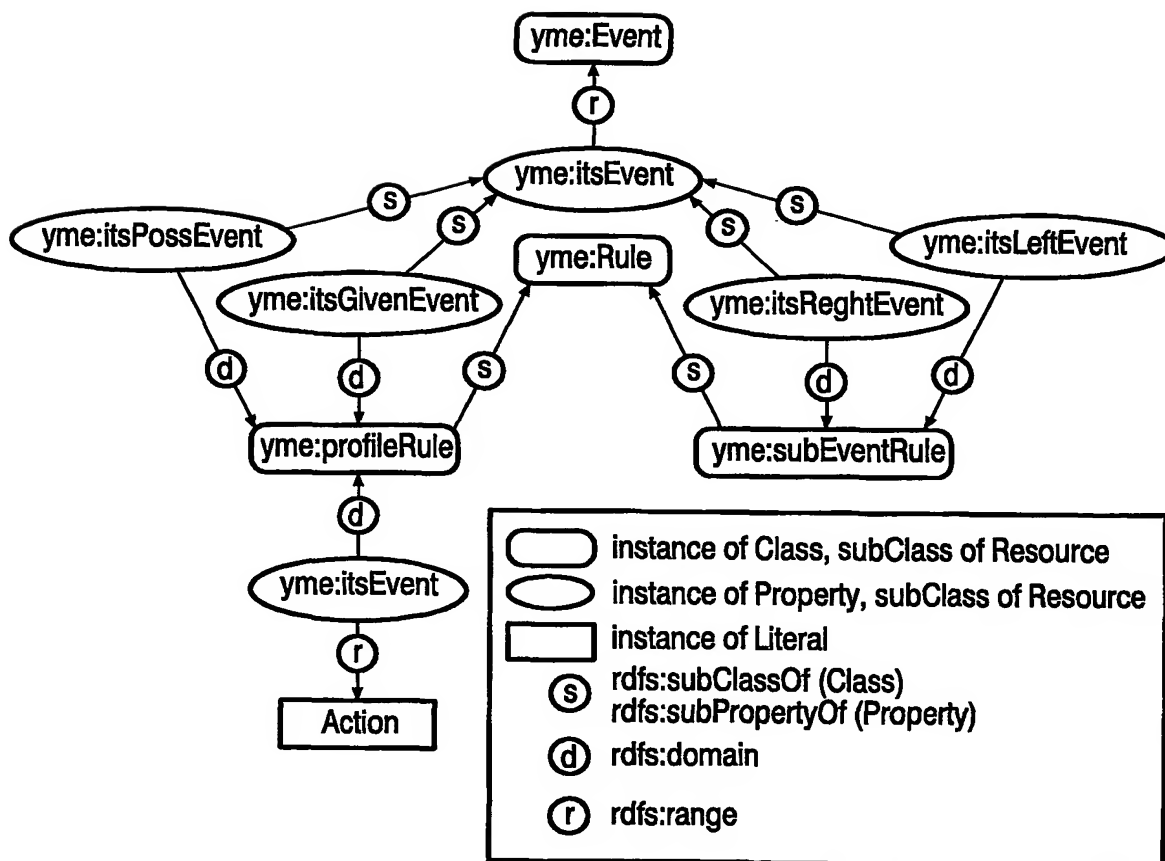 yme:Event
r
yme:itsEvent
s
s
s
s
yme:itsPossEvent
yme:itsLeftEvent
yme:Rule
yme:itsGivenEvent
yme:itsReghtEvent
d
d
s
s
d
d
yme:profileRule
yme:subEventRule
d
yme:itsEvent
r
Action
instance of Class, subClass of Resource
instance of Property, subClass of Resource
instance of Literal
s
rdfs:subClassOf (Class)
rdfs:subPropertyOf (Property)
d rdfs:domain
r rdfs:range